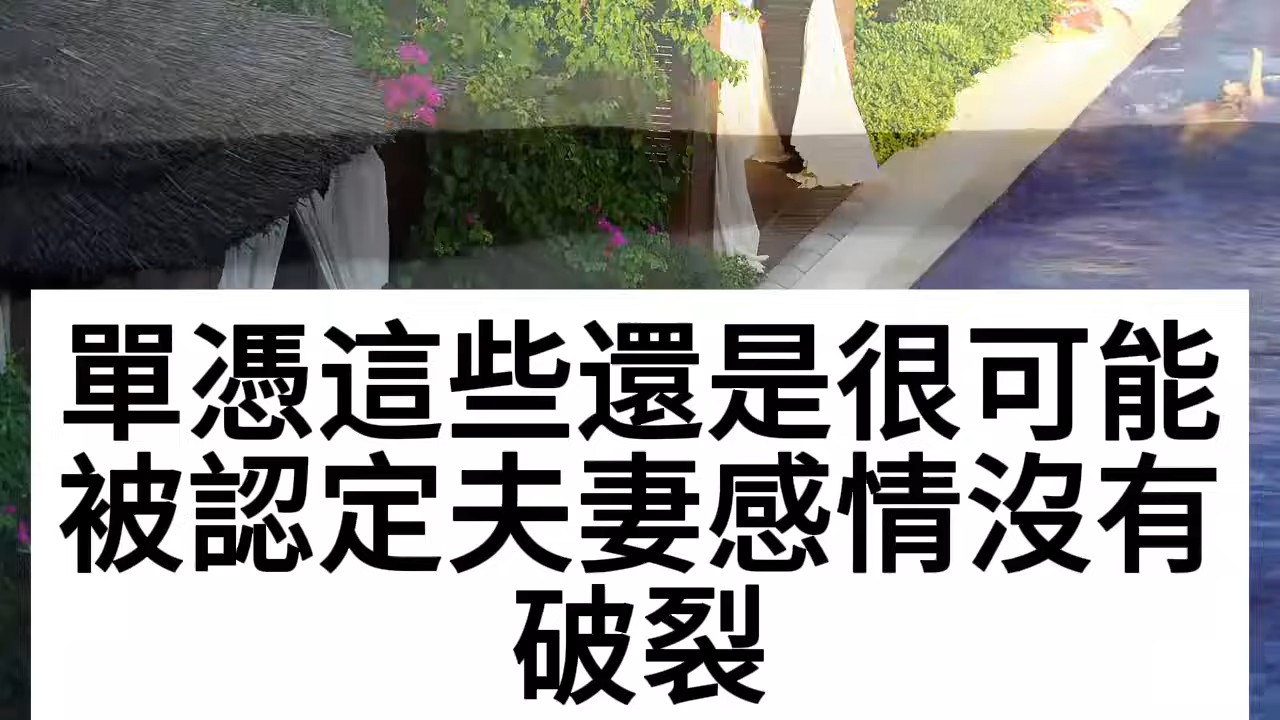 單憑這些還是很可能
被認定夫妻感情沒有
破裂